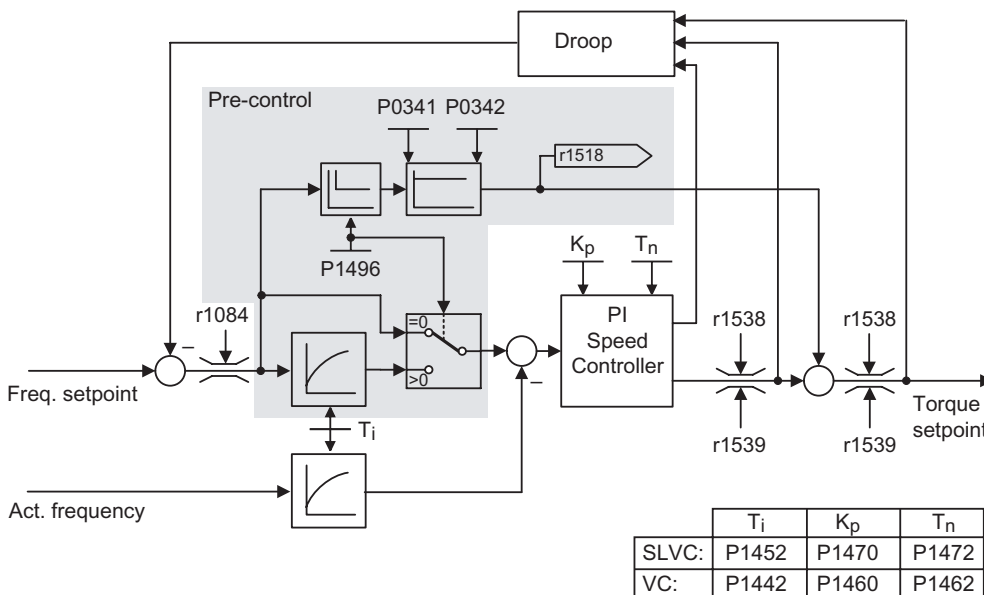 Droop
Pre-control
P0341 P0342
r1518
P1496
Kp Tn
r1084
=0
>0
PI
Speed
Controller
r1538
r1538
Freq. setpoint
r1539
r1539
Torque
setpoint
Ti
Act. frequency
Ti Kp Tn
SLVC: P1452 P1470 P1472
VC: P1442 P1460 P1462